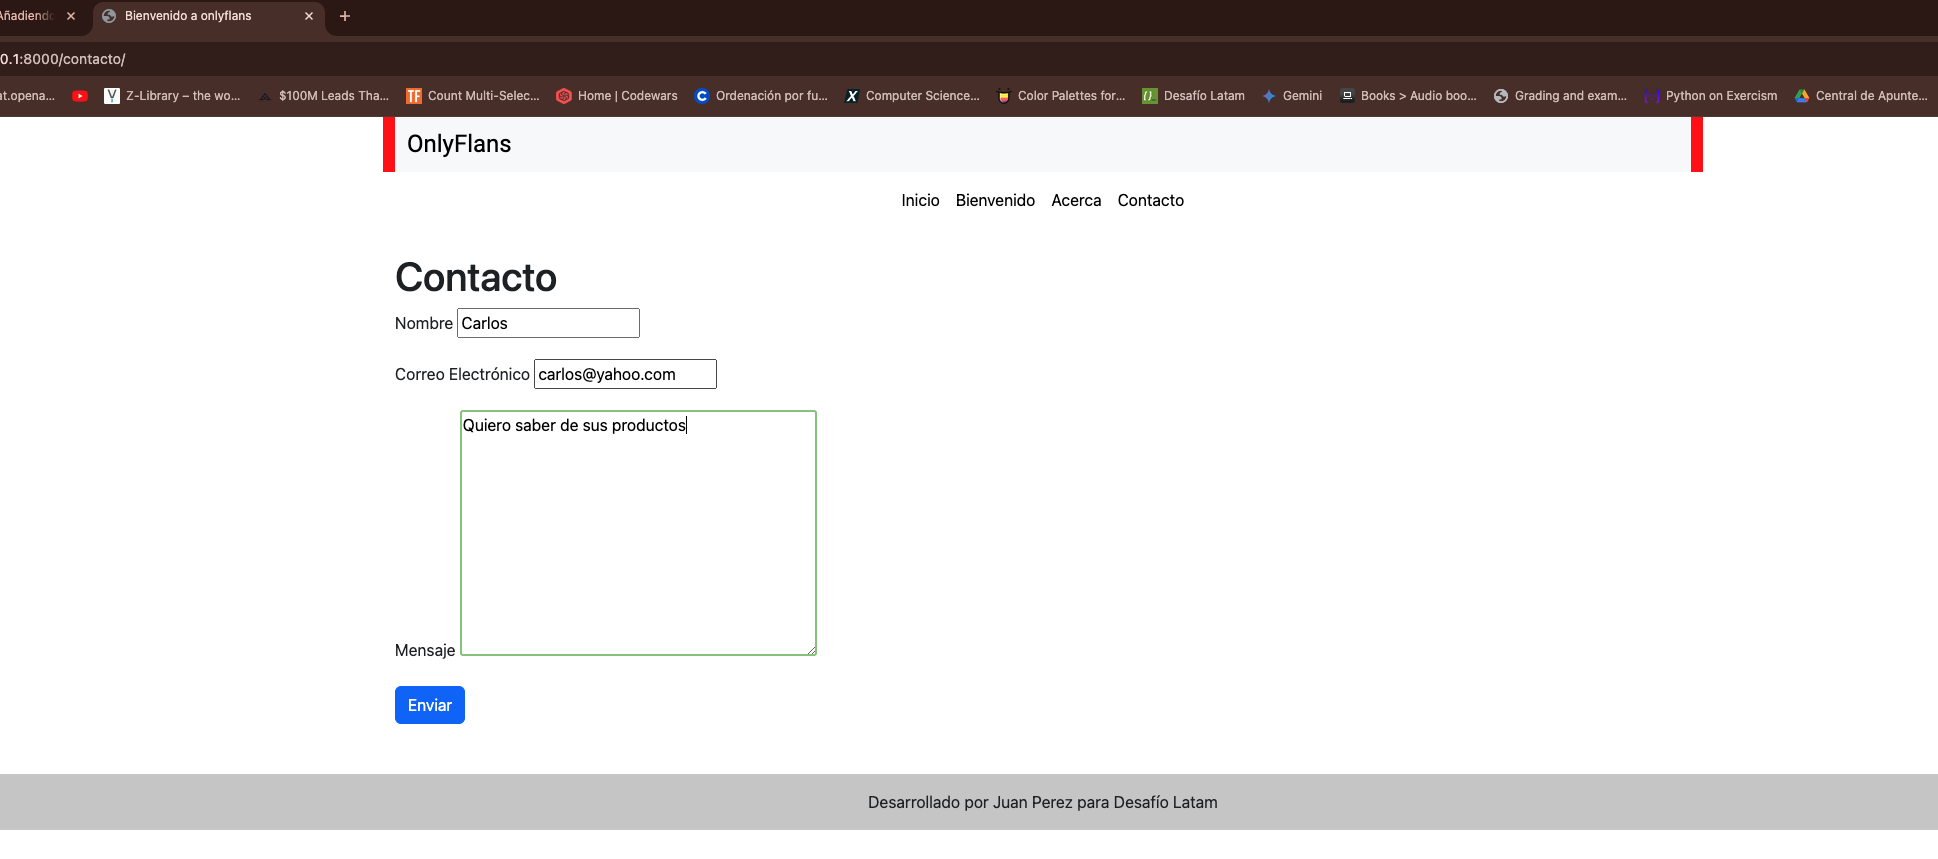 Añadiendo
Bienvenido a onlyflans
0.1:8000/contacto/
at.opena...
Z-Library – the wo...
$100M Leads Tha...
Count Multi-Selec...
Home | Codewars
Ordenación por fu...
Computer Science...
Color Palettes for...
Desafío Latam
Gemini
Books > Audio boo...
Grading and exam...
Python on Exercism
Central de Apunte...
OnlyFlans
Inicio Bienvenido Acerca Contacto
Contacto
Nombre Carlos
Correo Electrónico carlos@yahoo.com
Quiero saber de sus productos
Mensaje
Enviar
Desarrollado por Juan Perez para Desafío Latam